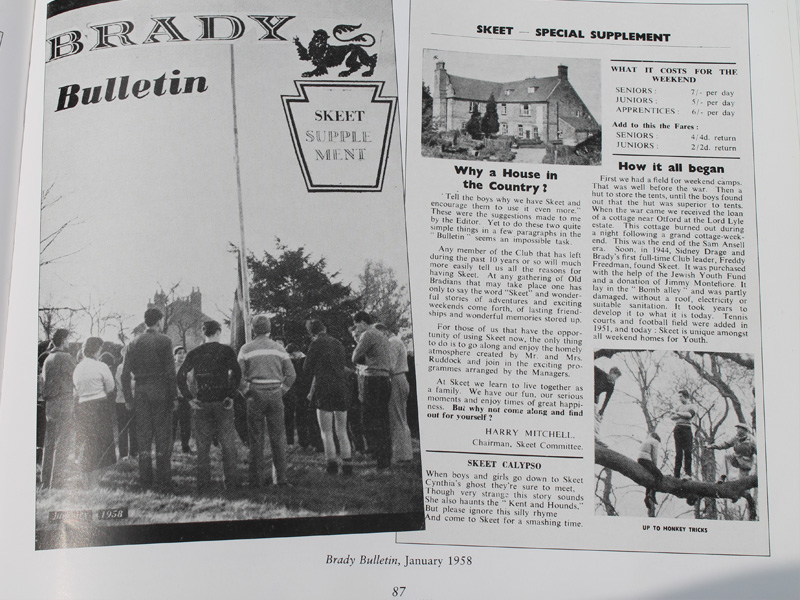 BRADY
Bulletin
SKEET
SUPPLE
MENT
January 1958
SKEET — SPECIAL SUPPLEMENT
Why a House in
the Country?
"Tell the boys why we have Skeet and
encourage them to use it even more."
These were the suggestions made to me
by the Editor. Yet to do these two quite
simple things in a few paragraphs in the
"Bulletin" seems an impossible task.
Any member of the Club that has left
during the past 10 years or so will much
more easily tell us all the reasons for
having Skeet. At any gathering of Old
Bradians that may take place one has
only to say the word "Skeet" and wonder-
ful stories of adventures and exciting
weekends come forth, of lasting friend-
ships and wonderful memories stored up.
For those of us that have the oppor-
tunity of using Skeet now, the only thing
to do is to go along and enjoy the homely
atmosphere created by Mr. and Mrs.
Ruddock and join in the exciting pro-
grammes arranged by the Managers.
At Skeet we learn to live together as
a family. We have our fun, our serious
moments and enjoy times of great happi-
ness. But why not come along and find
out for yourself?
HARRY MITCHELL,
Chairman, Skeet Committee.
SKEET CALYPSO
When boys and girls go down to Skeet
Cynthia's ghost they're sure to meet,
Though very strange this story sounds
She also haunts the "Kent and Hounds,"
But please ignore this silly rhyme
And come to Skeet for a smashing time.
WHAT IT COSTS FOR THE
WEEKEND
SENIORS: 7/- per day
JUNIORS: 5/- per day
APPRENTICES: 6/- per day
Add to this the Fares:
SENIORS 4/4d. return
JUNIORS: 2/2d. return
How it all began
First we had a field for weekend camps.
That was well before the war. Then a
hut to store the tents, until the boys found
out that the hut was superior to tents.
When the war came we received the loan
of a cottage near Otford at the Lord Lyle
estate. This cottage burned out during
a night following a grand cottage-week-
end. This was the end of the Sam Ansell
era. Soon, in 1944, Sidney Drage and
Brady's first full-time Club leader, Freddy
Freedman, found Skeet. It was purchased
with the help of the Jewish Youth Fund
and a donation of Jimmy Montefiore. It
lay in the "Bomb alley" and was partly
damaged, without a roof, electricity or
suitable sanitation. It took years to
develop it to what it is today. Tennis
courts and football field were added in
1951, and today: Skeet is unique amongst
all weekend homes for Youth.
UP TO MONKEY TRICKS
Brady Bulletin, January 1958
87